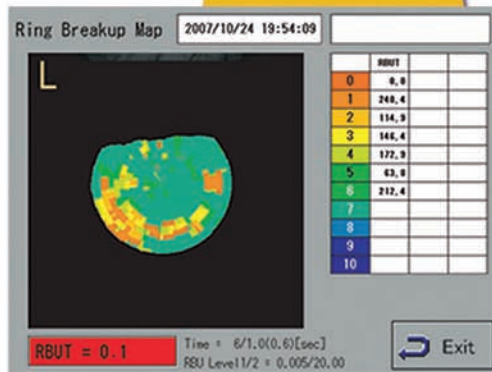 Ring Breakup Map 2007/10/24 19:54:09
L
RBUT
0 0,0
1 240,4
2 114,9
3 146,4
4 172,9
5 63,0
6 212,4
7
8
9
10
RBUT = 0.1
Time = 6/1.0(0.6)[sec]
RBU Level1/2 = 0.005/20.00
Exit